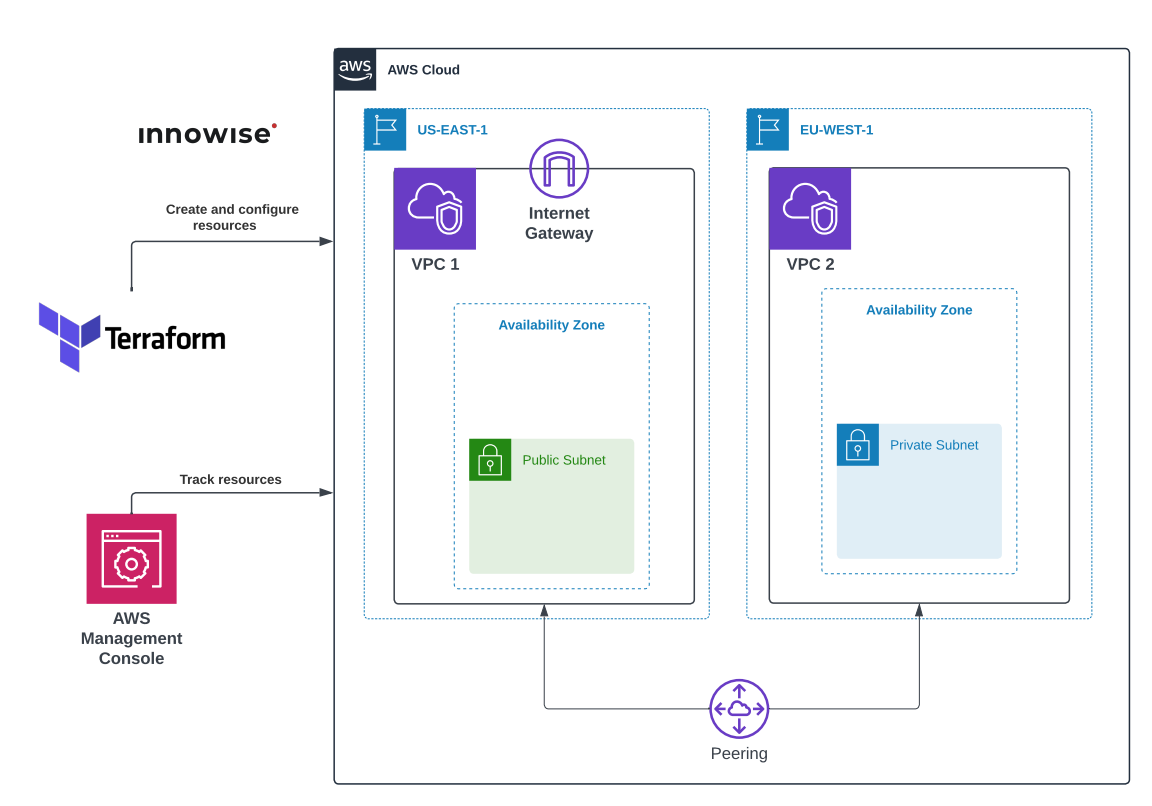 aws
AWS Cloud
innowise
US-EAST-1
EU-WEST-1
Create and configure
resources
Internet
Gateway
VPC 1
VPC 2
Availability Zone
Availability Zone
Terraform
Public Subnet
Private Subnet
Track resources
AWS
Management
Console
Peering